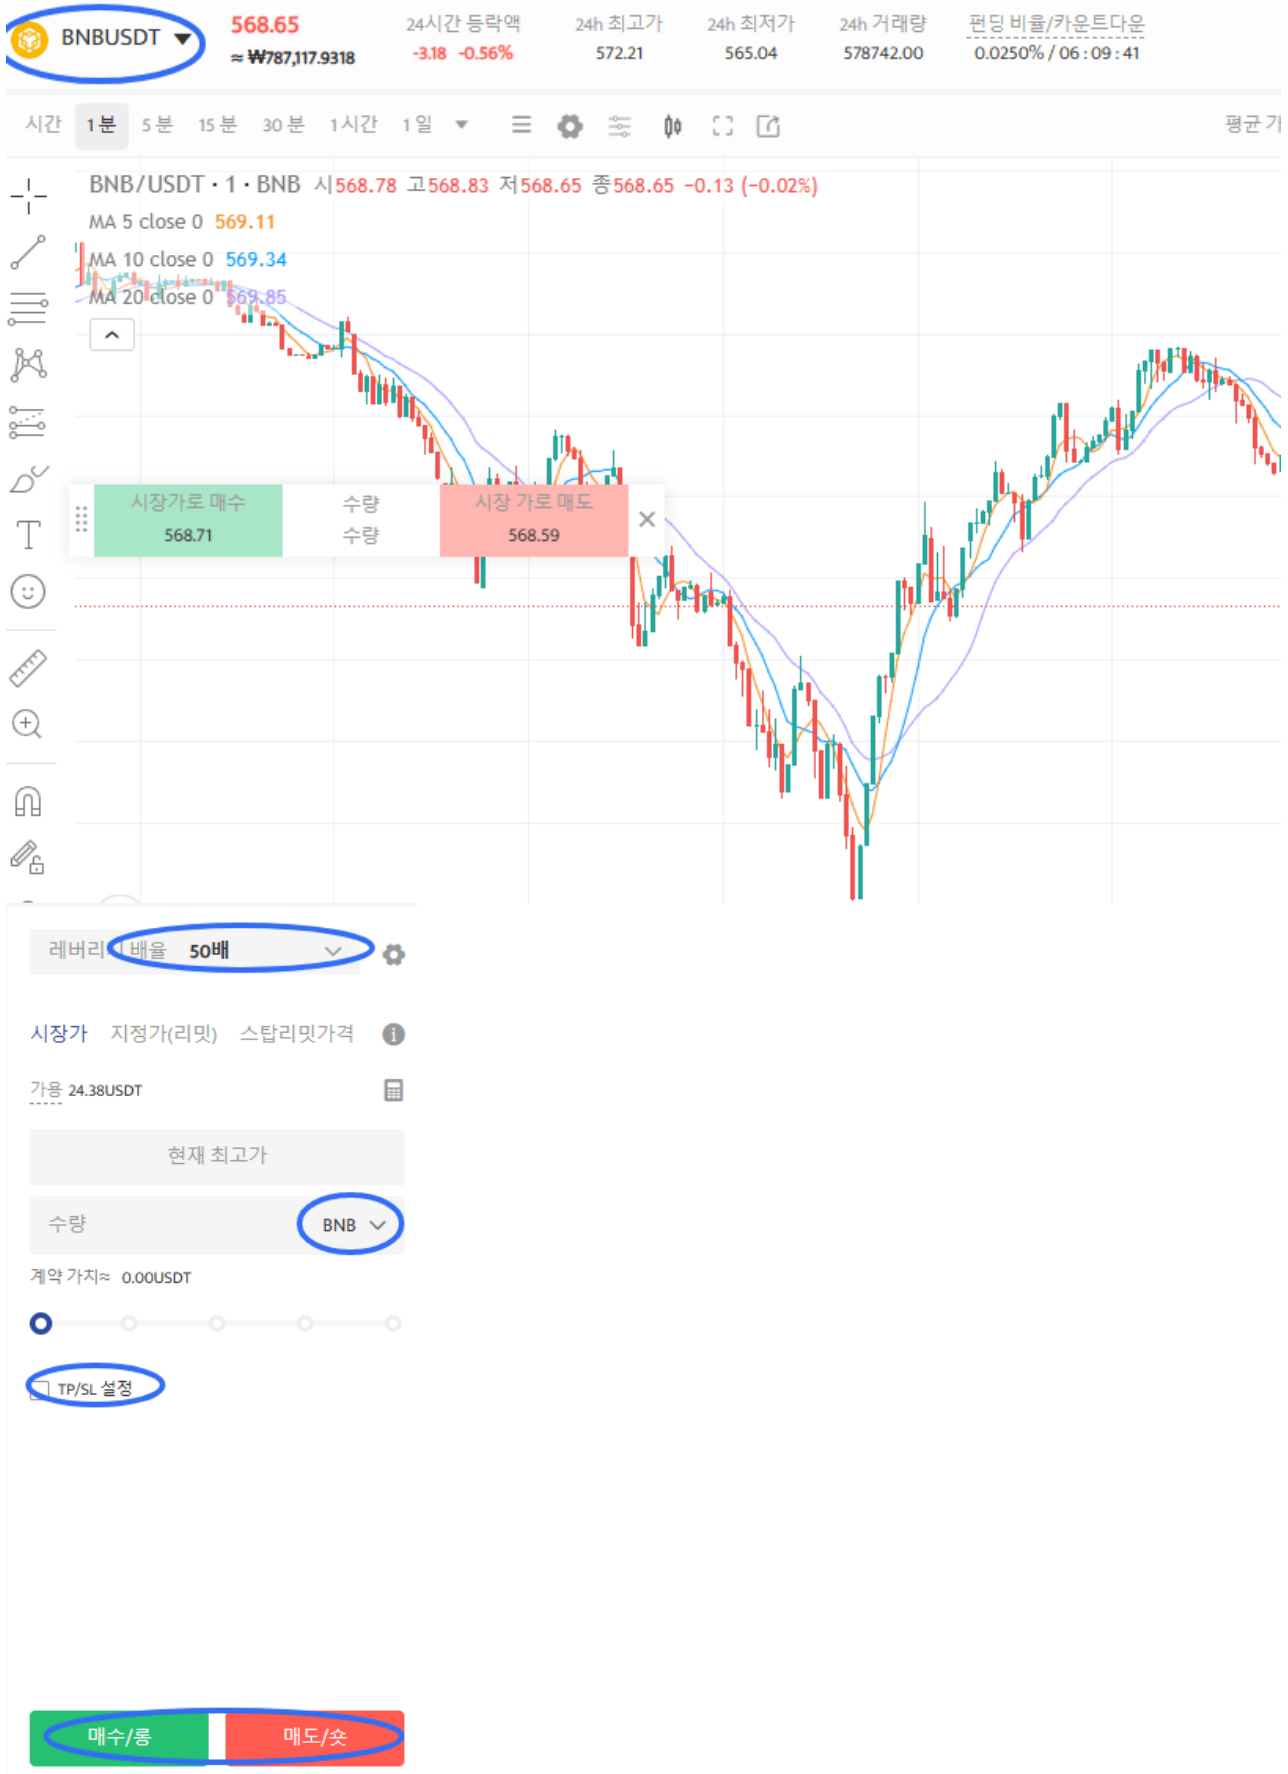 BNBUSDT
568.65
≈ ₩787,117.9318
24시간 등락액
-3.18 -0.56%
24h 최고가
572.21
24h 최저가
565.04
24h 거래량
578742.00
펀딩 비율/카운트다운
0.0250% / 06 : 09 : 41
시간 1분 5분 15분 30분 1시간 1일
평균 가
BNB/USDT · 1 · BNB 시568.78 고568.83 저568.65 종568.65 −0.13 (−0.02%)
MA 5 close 0 569.11
MA 10 close 0 569.34
MA 20 close 0 569.85
시장가로 매수
568.71
수량
수량
시장 가로 매도
568.59
레버리 배율 50배
시장가 지정가(리밋) 스탑리밋가격
가용 24.38USDT
현재 최고가
수량 BNB
계약 가치≈ 0.00USDT
TP/SL 설정
매수/롱 매도/숏